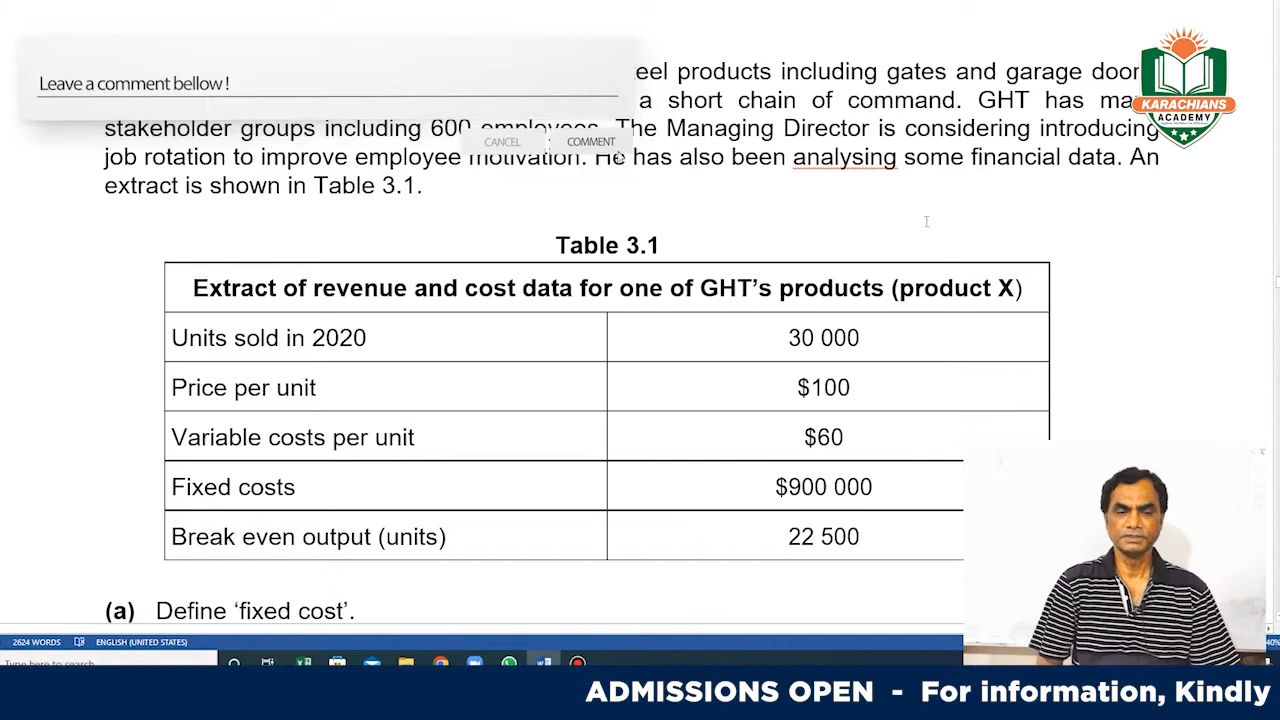 Leave a comment bellow !
eel products including gates and garage door
a short chain of command. GHT has ma
KARACHIANS
ACADEMY
stakeholder groups including 600 employees. The Managing Director is considering introducing
CANCEL
COMMENT
job rotation to improve employee motivation. He has also been analysing some financial data. An
extract is shown in Table 3.1.
Table 3.1
Extract of revenue and cost data for one of GHT's products (product X)
Units sold in 2020
30 000
Price per unit
$100
Variable costs per unit
$60
Fixed costs
$900 000
Break even output (units)
22 500
(a) Define 'fixed cost'.
2624 WORDS
ENGLISH (UNITED STATES)
40%
Type here to search
ADMISSIONS OPEN - For information, Kindly